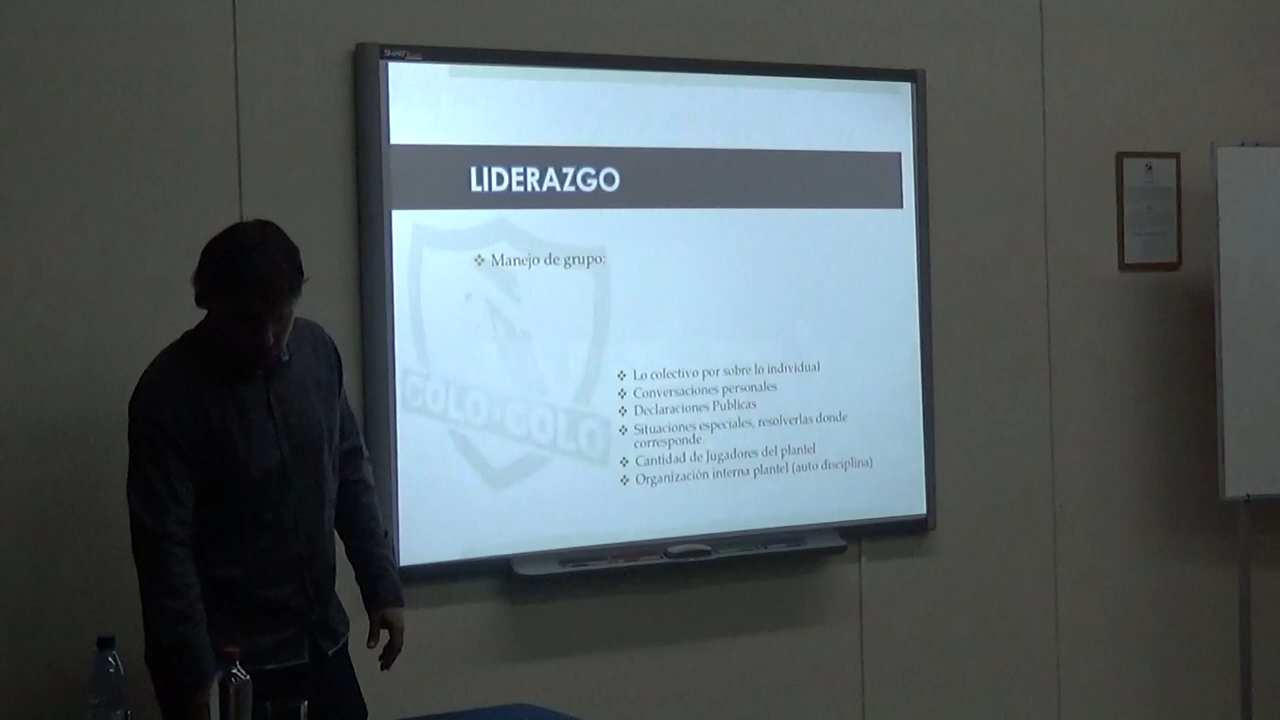 SMART
LIDERAZGO
❖ Manejo de grupo:
COLO-COLO
❖ Lo colectivo por sobre lo individual
❖ Conversaciones personales
❖ Declaraciones Publicas
❖ Situaciones especiales, resolverlas donde
corresponde.
❖ Cantidad de Jugadores del plantel
❖ Organización interna plantel (auto disciplina)